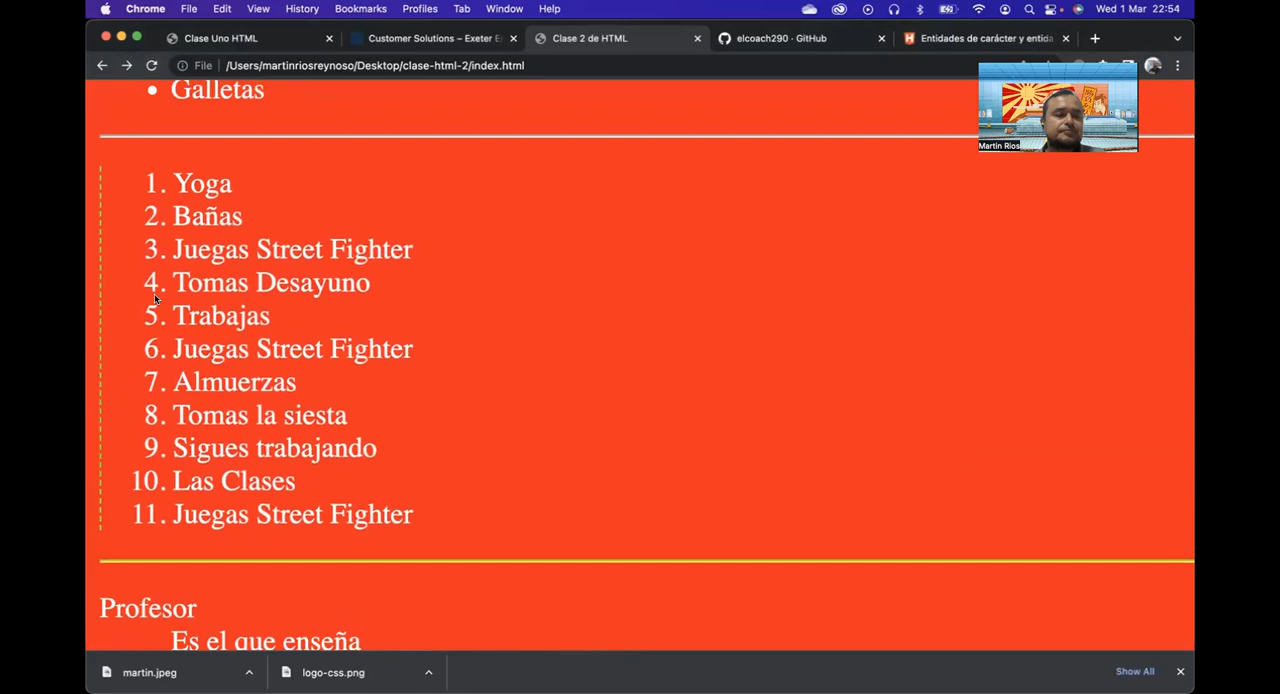 Chrome File Edit View History Bookmarks Profiles Tab Window Help Wed 1 Mar 22:54
Clase Uno HTML Customer Solutions – Exeter E Clase 2 de HTML elcoach290 · GitHub Entidades de carácter y entida
File /Users/martinriosreynoso/Desktop/clase-html-2/index.html
Galletas
Martin Rios
1. Yoga
2. Bañas
3. Juegas Street Fighter
4. Tomas Desayuno
5. Trabajas
6. Juegas Street Fighter
7. Almuerzas
8. Tomas la siesta
9. Sigues trabajando
10. Las Clases
11. Juegas Street Fighter
Profesor
Es el que enseña
martin.jpeg logo-css.png Show All